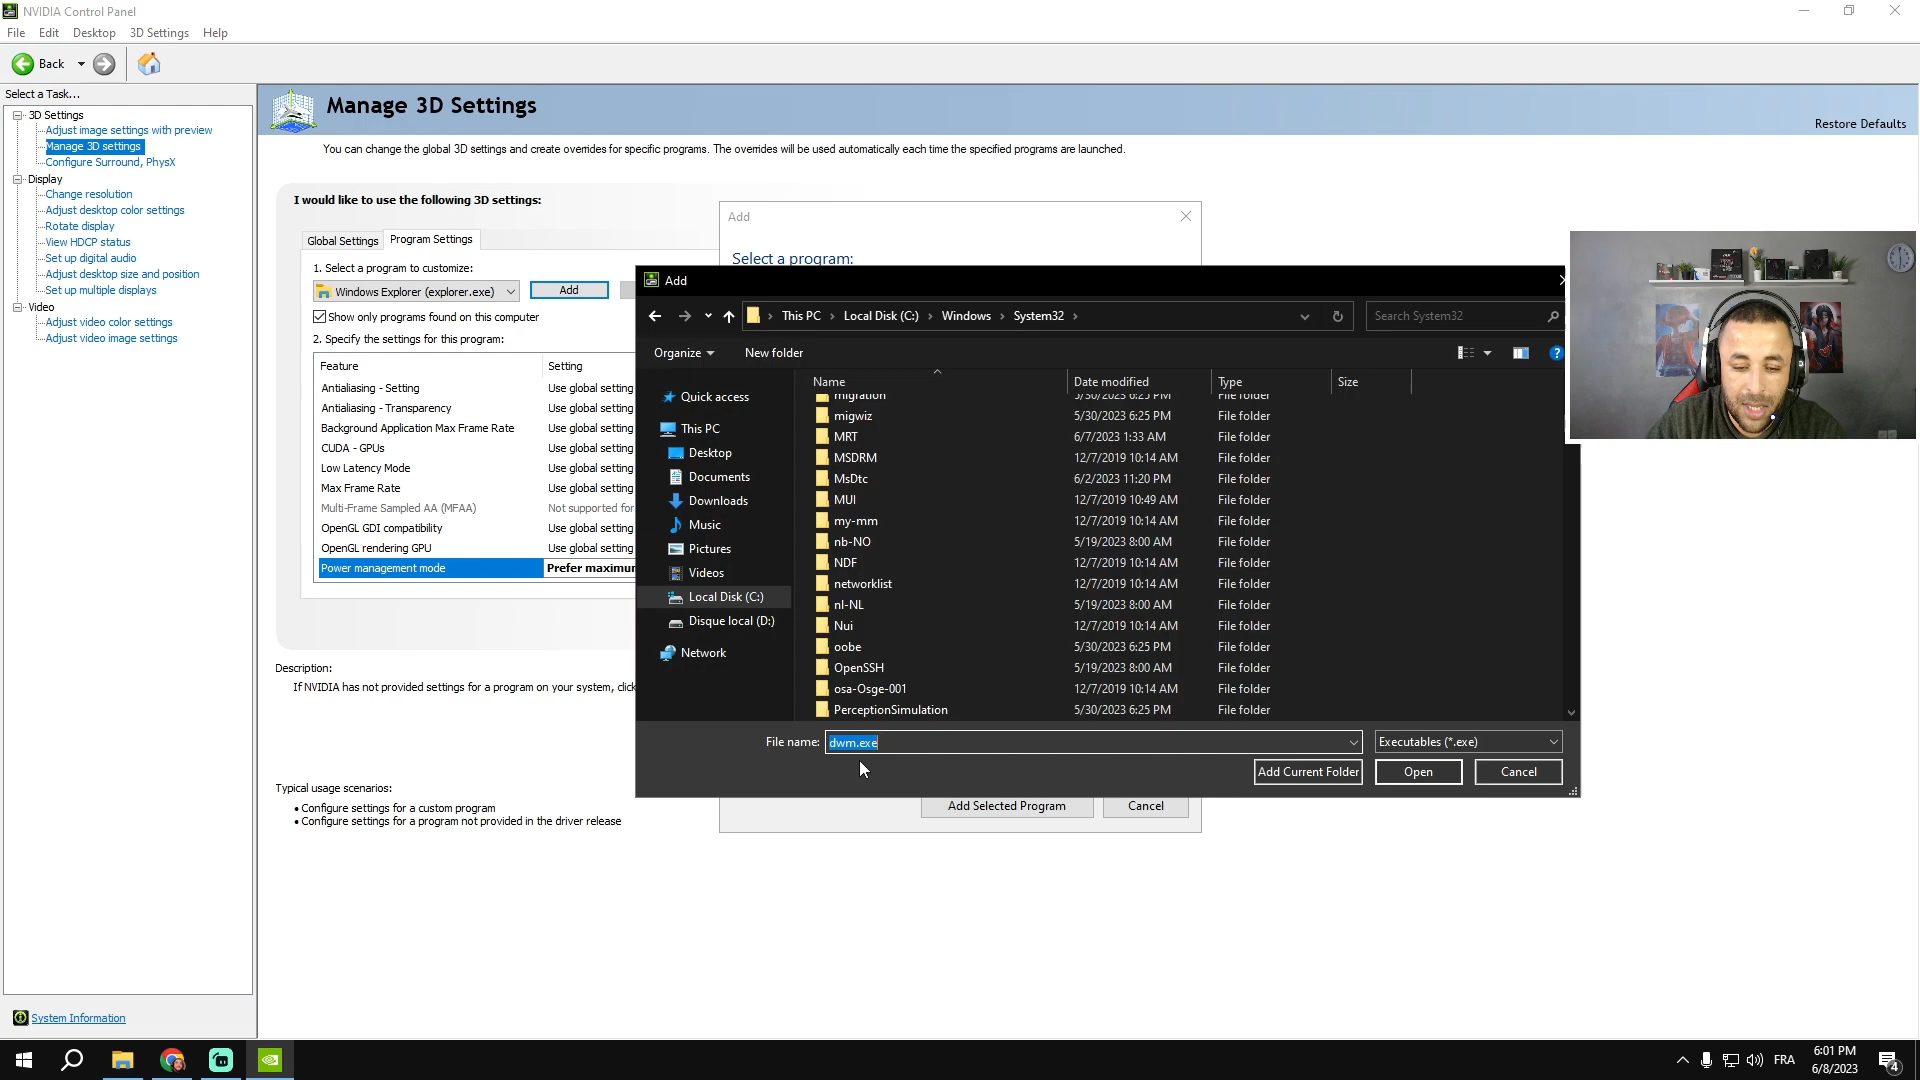 NVIDIA Control Panel
File Edit Desktop 3D Settings Help
Back
Select a Task...
3D Settings
Adjust image settings with preview
Manage 3D settings
Configure Surround, PhysX
Display
Change resolution
Adjust desktop color settings
Rotate display
View HDCP status
Set up digital audio
Adjust desktop size and position
Set up multiple displays
Video
Adjust video color settings
Adjust video image settings
System Information
Manage 3D Settings
Restore Defaults
You can change the global 3D settings and create overrides for specific programs. The overrides will be used automatically each time the specified programs are launched.
I would like to use the following 3D settings:
Global Settings Program Settings
1. Select a program to customize:
Windows Explorer (explorer.exe) Add
Show only programs found on this computer
2. Specify the settings for this program:
Feature Setting
Antialiasing - Setting Use global setting
Antialiasing - Transparency Use global setting
Background Application Max Frame Rate Use global setting
CUDA - GPUs Use global setting
Low Latency Mode Use global setting
Max Frame Rate Use global setting
Multi-Frame Sampled AA (MFAA) Not supported for
OpenGL GDI compatibility Use global setting
OpenGL rendering GPU Use global setting
Power management mode Prefer maximum
Description:
If NVIDIA has not provided settings for a program on your system, click
Typical usage scenarios:
• Configure settings for a custom program
• Configure settings for a program not provided in the driver release
Add
Select a program:
Add
This PC › Local Disk (C:) › Windows › System32 ›
Search System32
Organize New folder
Quick access
This PC
Desktop
Documents
Downloads
Music
Pictures
Videos
Local Disk (C:)
Disque local (D:)
Network
Name Date modified Type Size
migration 5/30/2023 6:25 PM File folder
migwiz 5/30/2023 6:25 PM File folder
MRT 6/7/2023 1:33 AM File folder
MSDRM 12/7/2019 10:14 AM File folder
MsDtc 6/2/2023 11:20 PM File folder
MUI 12/7/2019 10:49 AM File folder
my-mm 12/7/2019 10:14 AM File folder
nb-NO 5/19/2023 8:00 AM File folder
NDF 12/7/2019 10:14 AM File folder
networklist 12/7/2019 10:14 AM File folder
nl-NL 5/19/2023 8:00 AM File folder
Nui 12/7/2019 10:14 AM File folder
oobe 5/30/2023 6:25 PM File folder
OpenSSH 5/19/2023 8:00 AM File folder
osa-Osge-001 12/7/2019 10:14 AM File folder
PerceptionSimulation 5/30/2023 6:25 PM File folder
File name: dwm.exe Executables (*.exe)
Add Current Folder Open Cancel
Add Selected Program Cancel
FRA
6:01 PM
6/8/2023
4